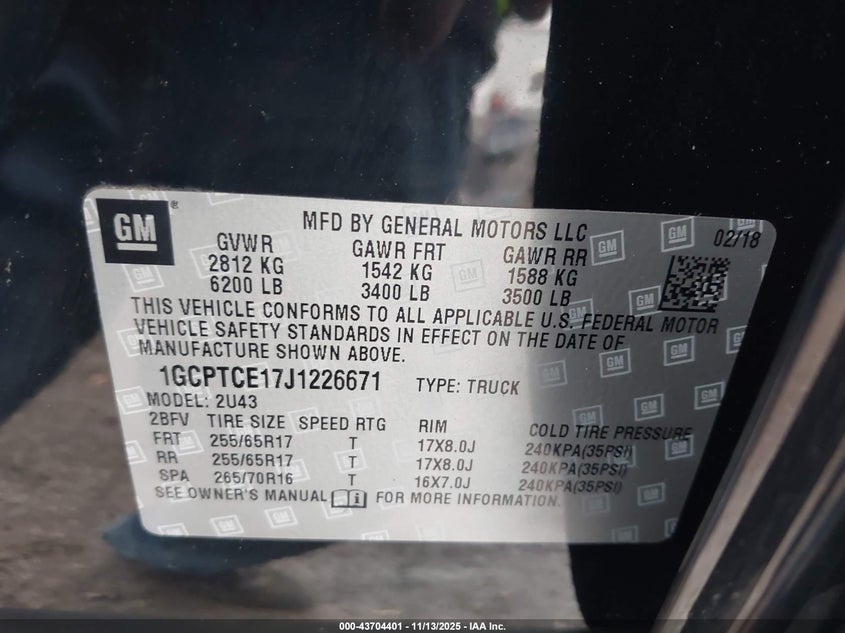 GM®
MFD BY GENERAL MOTORS LLC
02/18
GVWR GAWR FRT GAWR RR
2812 KG 1542 KG 1588 KG
6200 LB 3400 LB 3500 LB
THIS VEHICLE CONFORMS TO ALL APPLICABLE U.S. FEDERAL MOTOR
VEHICLE SAFETY STANDARDS IN EFFECT ON THE DATE OF
MANUFACTURE SHOWN ABOVE.
1GCPTCE17J1226671 TYPE: TRUCK
MODEL: 2U43
2BFV TIRE SIZE SPEED RTG RIM COLD TIRE PRESSURE
FRT 255/65R17 T 17X8.0J 240KPA(35PSI)
RR 255/65R17 T 17X8.0J 240KPA(35PSI)
SPA 265/70R16 T 16X7.0J 240KPA(35PSI)
SEE OWNER'S MANUAL i FOR MORE INFORMATION.
000-43704401 - 11/13/2025 - IAA Inc.